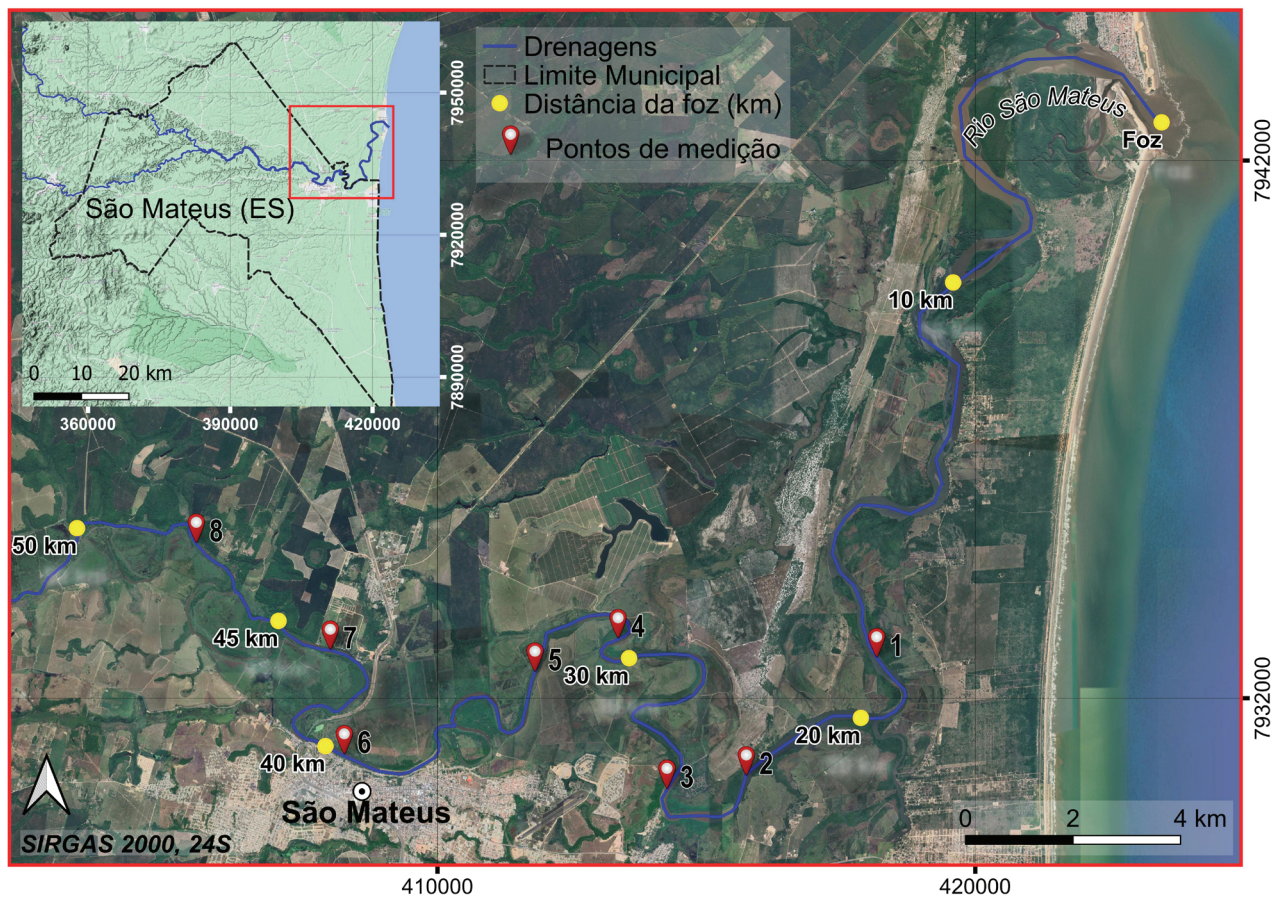 Drenagens
Limite Municipal
Distância da foz (km)
Pontos de medição
7950000
7920000
7890000
São Mateus (ES)
0 10 20 km
360000 390000 420000
Rio São Mateus
Foz
7942000
10 km
50 km
8
45 km
7
4
5
30 km
1
7932000
20 km
6
40 km
2
3
São Mateus
0 2 4 km
SIRGAS 2000, 24S
410000 420000